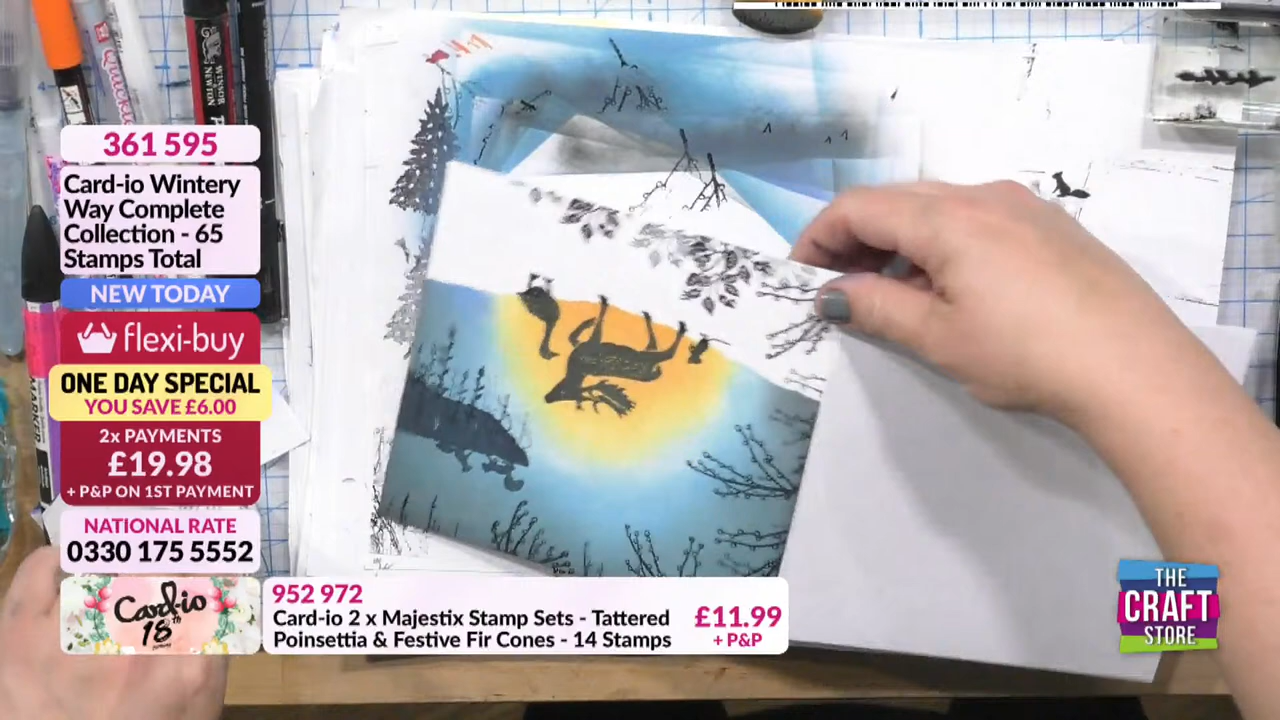 361 595
Card-io Wintery
Way Complete
Collection - 65
Stamps Total
NEW TODAY
flexi-buy
ONE DAY SPECIAL
YOU SAVE £6.00
2x PAYMENTS
£19.98
+ P&P ON 1ST PAYMENT
NATIONAL RATE
0330 175 5552
Card-io
18th
952 972
Card-io 2 x Majestix Stamp Sets - Tattered
Poinsettia & Festive Fir Cones - 14 Stamps
£11.99
+ P&P
THE
CRAFT
STORE
WINSOR
& NEWTON